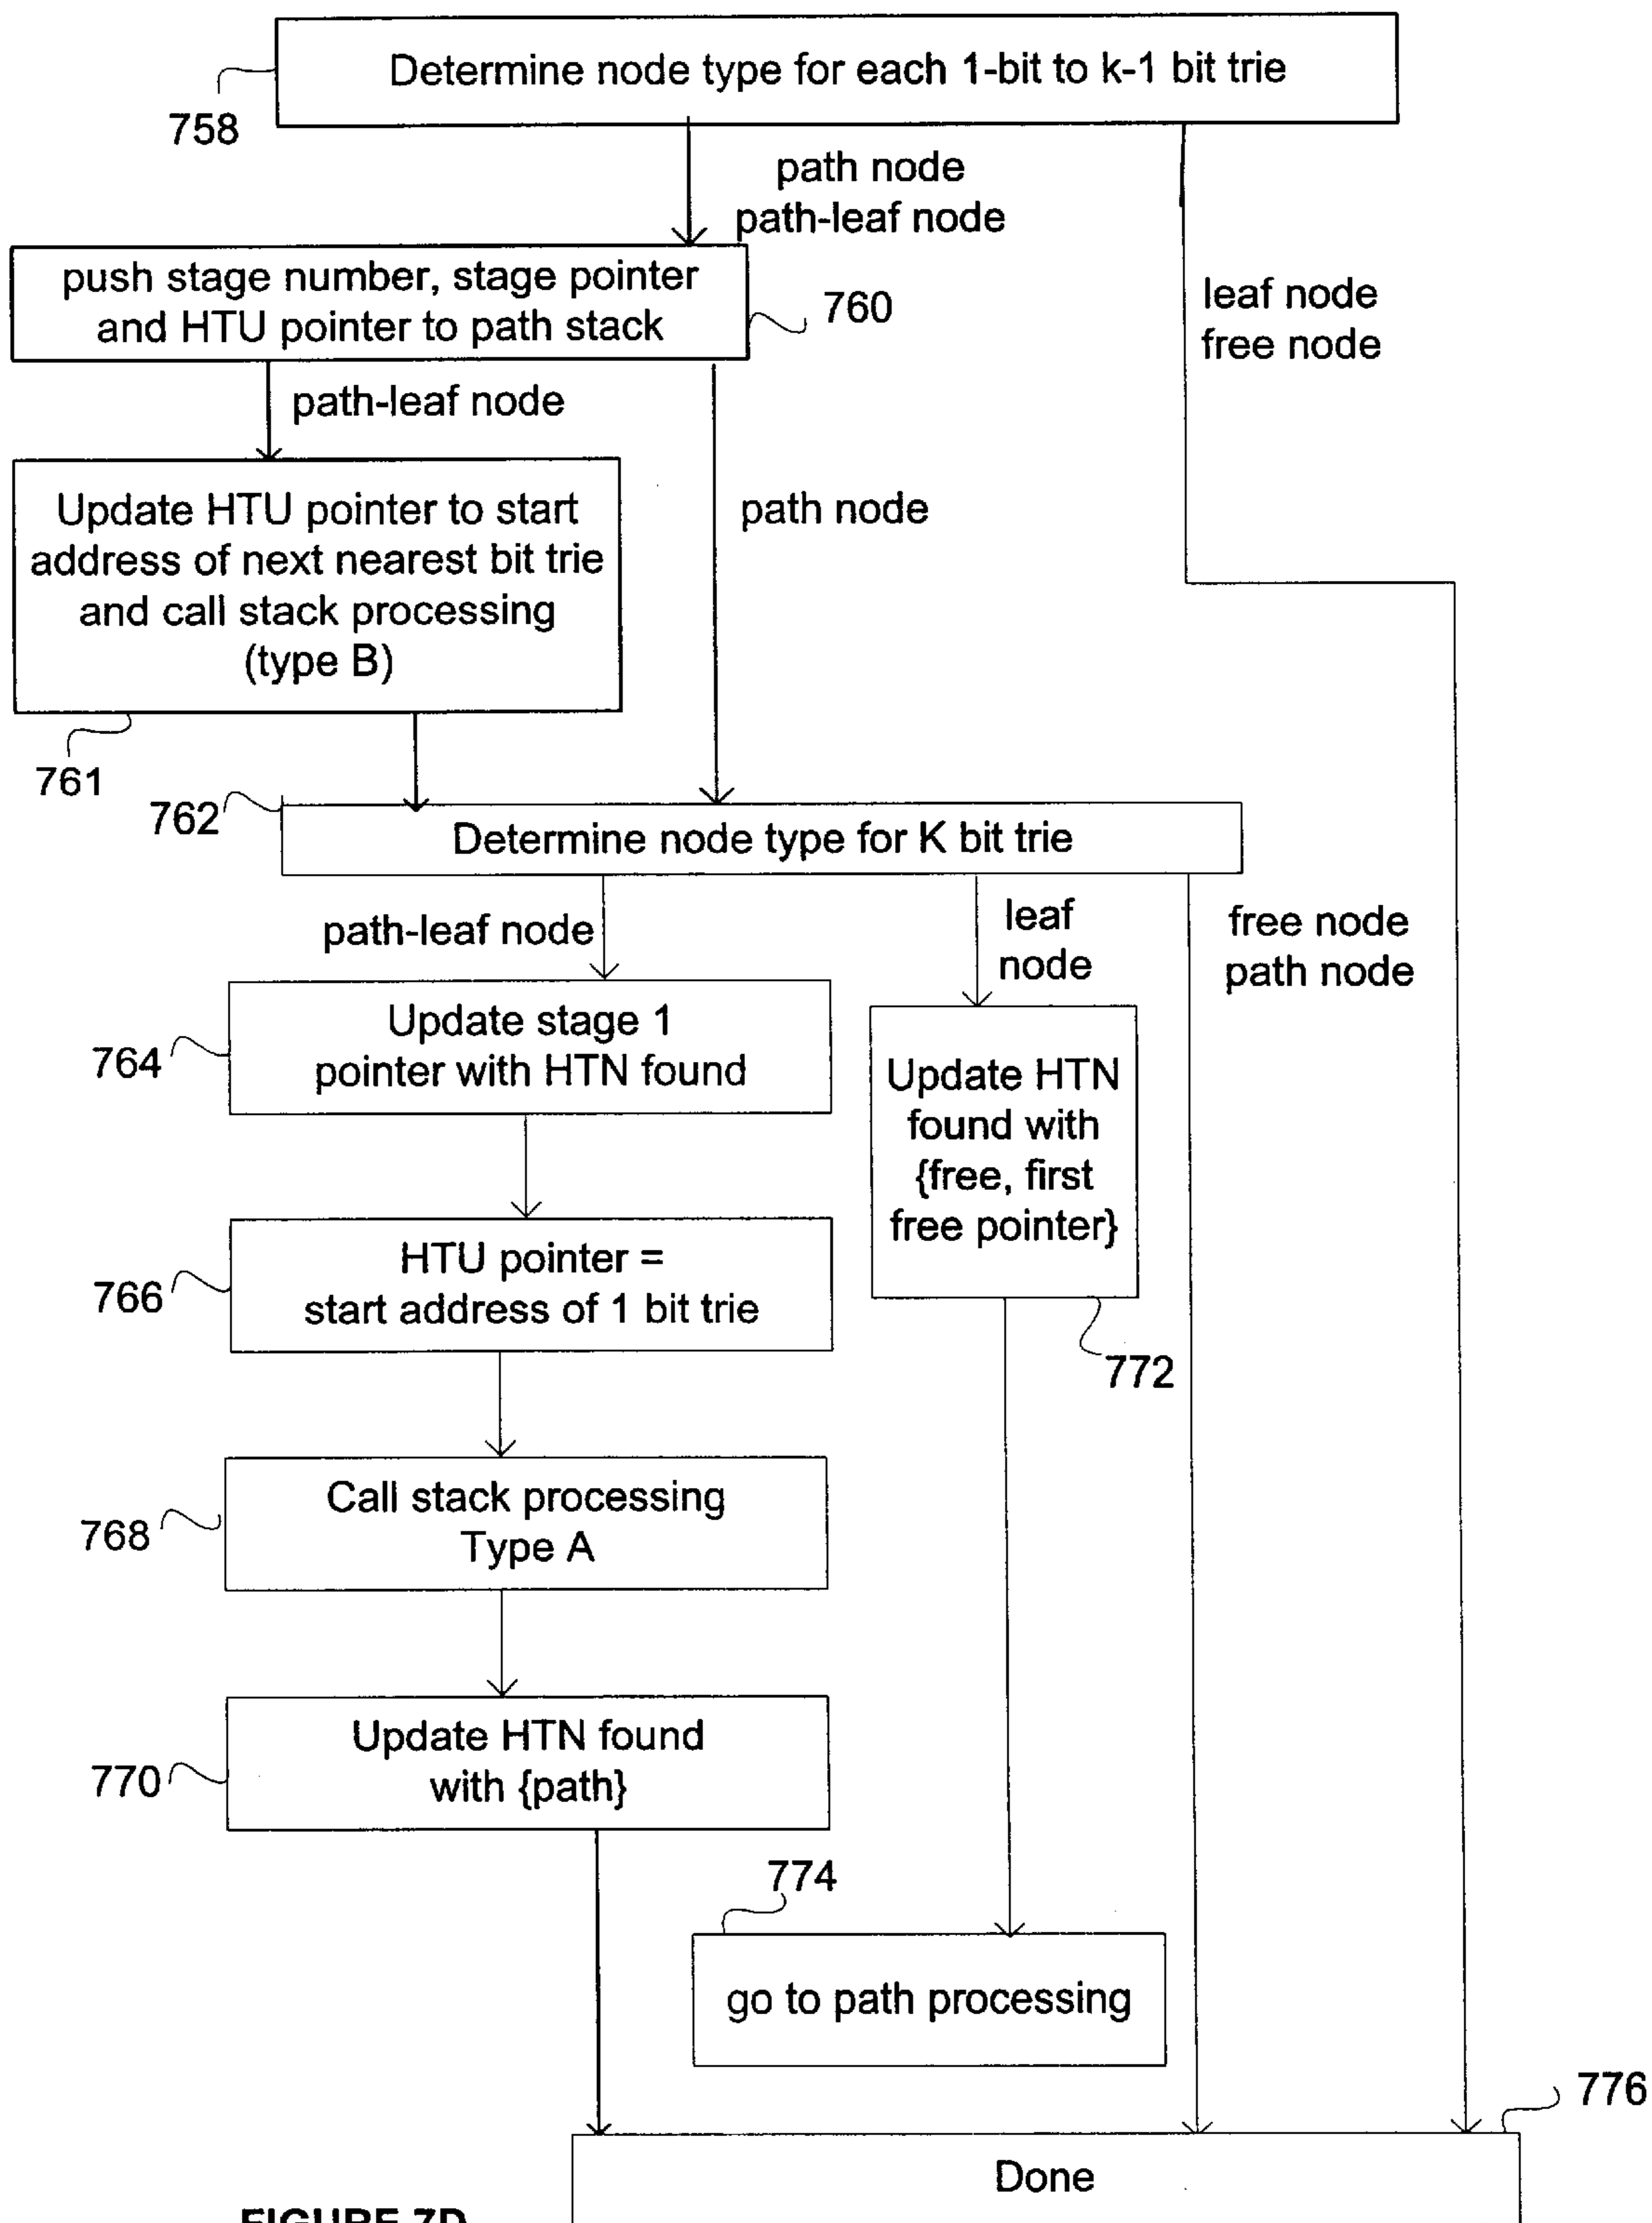 Determine node type for each 1-bit to k-1 bit trie
758
path node
path-leaf node
leaf node
free node
push stage number, stage pointer
and HTU pointer to path stack
760
path-leaf node
path node
Update HTU pointer to start
address of next nearest bit trie
and call stack processing
(type B)
761
762
Determine node type for K bit trie
path-leaf node
leaf
node
free node
path node
Update stage 1
pointer with HTN found
764
Update HTN
found with
{free, first
free pointer}
772
HTU pointer =
start address of 1 bit trie
766
Call stack processing
Type A
768
Update HTN found
with {path}
770
774
go to path processing
776
Done
FIGURE 7D